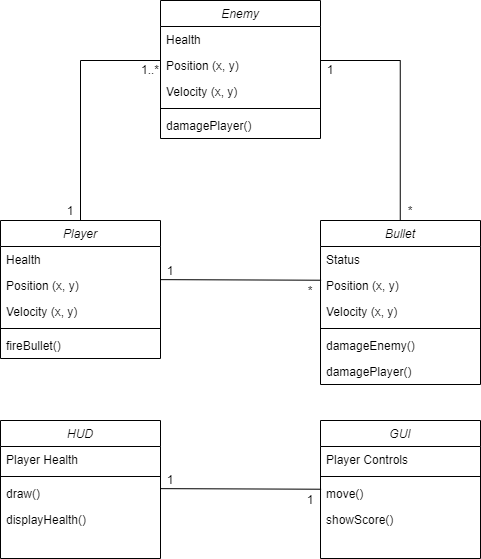 Enemy
Health
Position (x, y)
Velocity (x, y)
damagePlayer()
1..*
1
1
*
Player
Health
Position (x, y)
Velocity (x, y)
fireBullet()
1
*
Bullet
Status
Position (x, y)
Velocity (x, y)
damageEnemy()
damagePlayer()
HUD
Player Health
draw()
displayHealth()
1
1
GUI
Player Controls
move()
showScore()